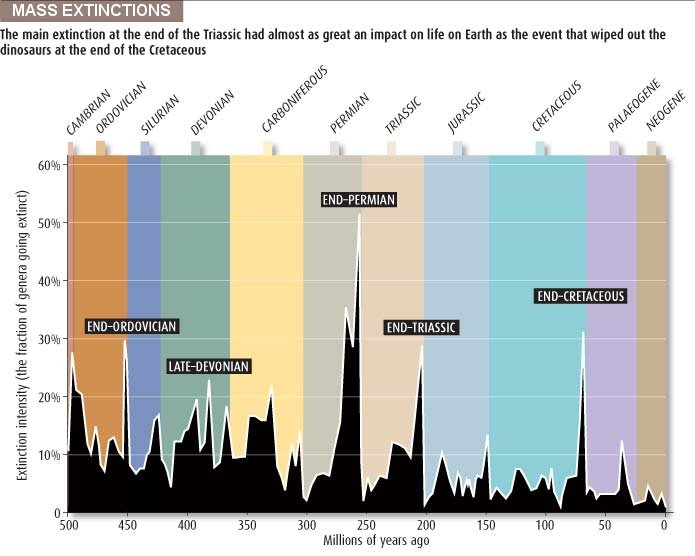 MASS EXTINCTIONS
The main extinction at the end of the Triassic had almost as great an impact on life on Earth as the event that wiped out the
dinosaurs at the end of the Cretaceous
CAMBRIAN
ORDOVICIAN
SILURIAN
DEVONIAN
CARBONIFEROUS
PERMIAN
TRIASSIC
JURASSIC
CRETACEOUS
PALAEOGENE
NEOGENE
Extinction intensity (the fraction of genera going extinct)
60%
50%
40%
30%
20%
10%
0
END-PERMIAN
END-CRETACEOUS
END-ORDOVICIAN
END-TRIASSIC
LATE-DEVONIAN
500 450 400 350 300 250 200 150 100 50 0
Millions of years ago